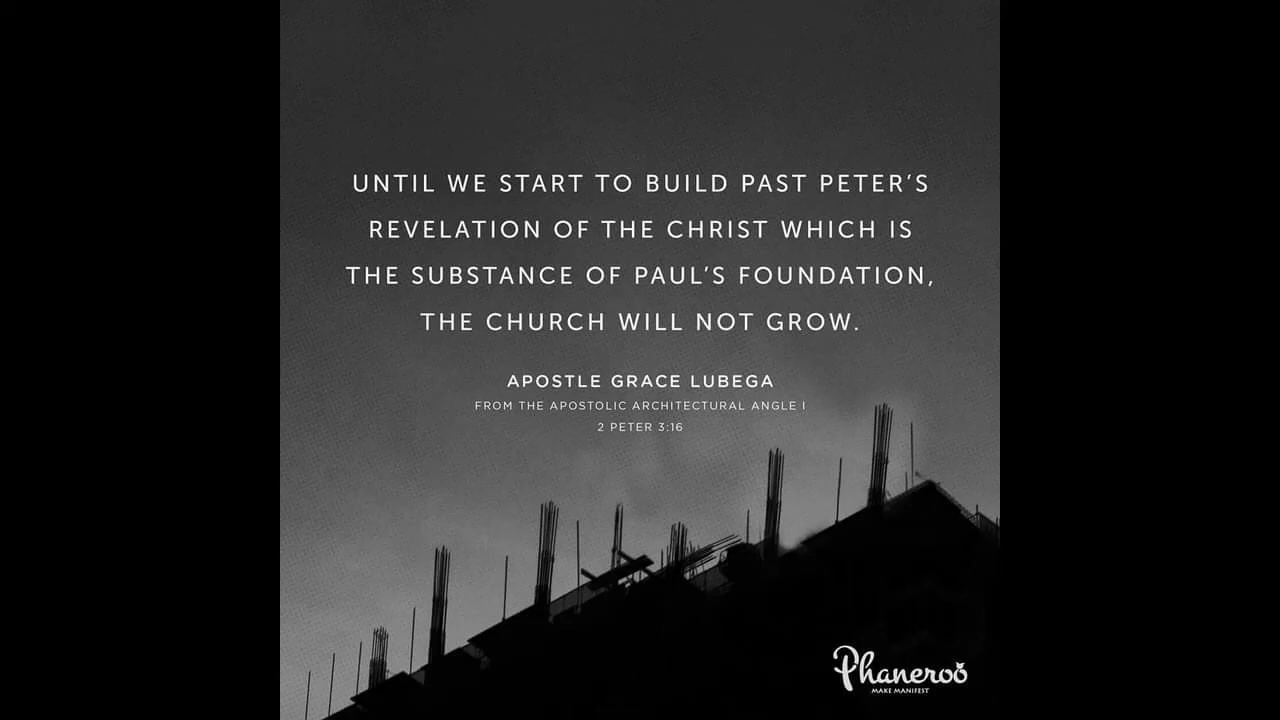 UNTIL WE START TO BUILD PAST PETER'S
REVELATION OF THE CHRIST WHICH IS
THE SUBSTANCE OF PAUL'S FOUNDATION,
THE CHURCH WILL NOT GROW.
APOSTLE GRACE LUBEGA
FROM THE APOSTOLIC ARCHITECTURAL ANGLE I
2 PETER 3:16
Phaneroo
MAKE MANIFEST